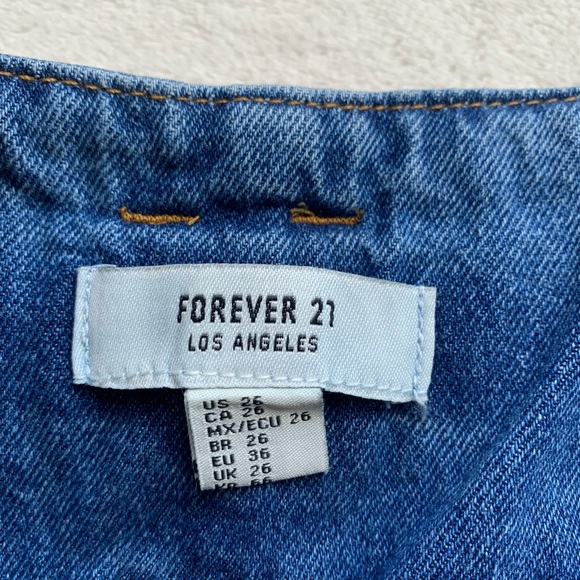 FOREVER 21
LOS ANGELES
US 26
CA 26
MX/ECU 26
BR 26
EU 36
UK 26